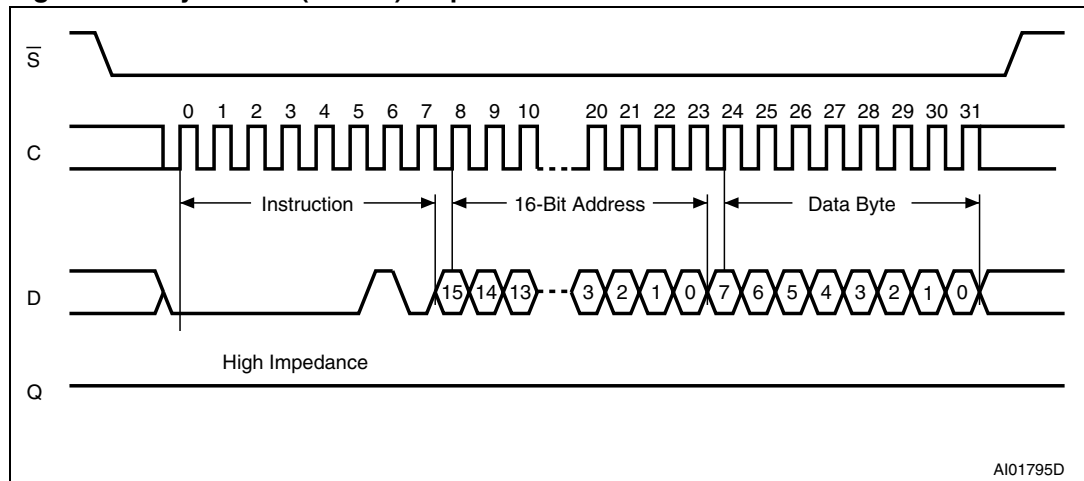 S
0 1 2 3 4 5 6 7 8 9 10 20 21 22 23 24 25 26 27 28 29 30 31
C
Instruction 16-Bit Address Data Byte
D
15 14 13 3 2 1 0 7 6 5 4 3 2 1 0
High Impedance
Q
AI01795D